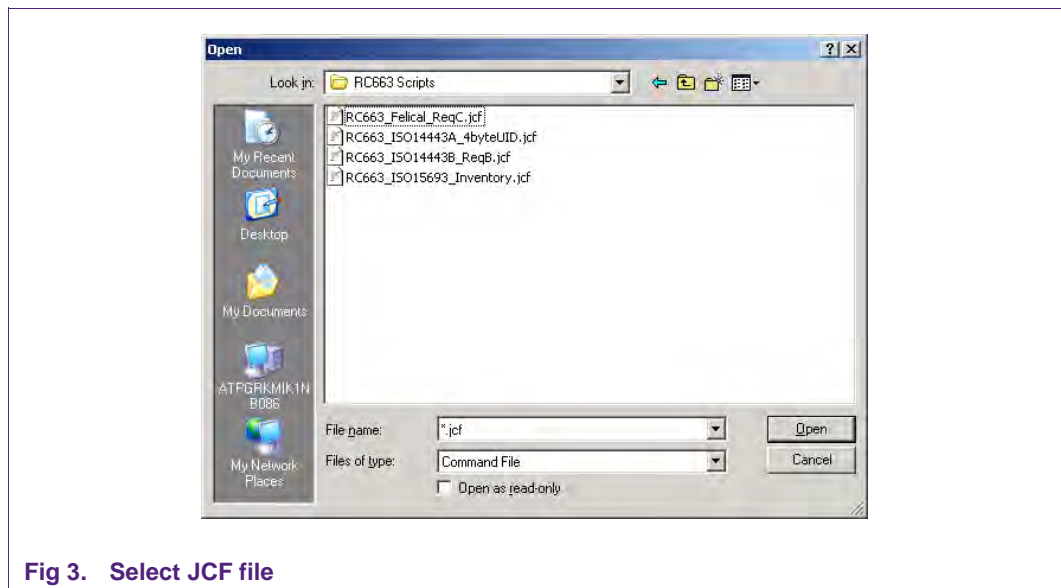 Open
Look in:
RC663 Scripts
RC663_Felical_ReqC.jcf
RC663_ISO14443A_4byteUID.jcf
RC663_ISO14443B_ReqB.jcf
RC663_ISO15693_Inventory.jcf
My Recent
Documents
Desktop
My Documents
ATPGRKMIK1N
B086
My Network
Places
File name:
*.jcf
Open
Files of type:
Command File
Cancel
Open as read-only
Fig 3. Select JCF file